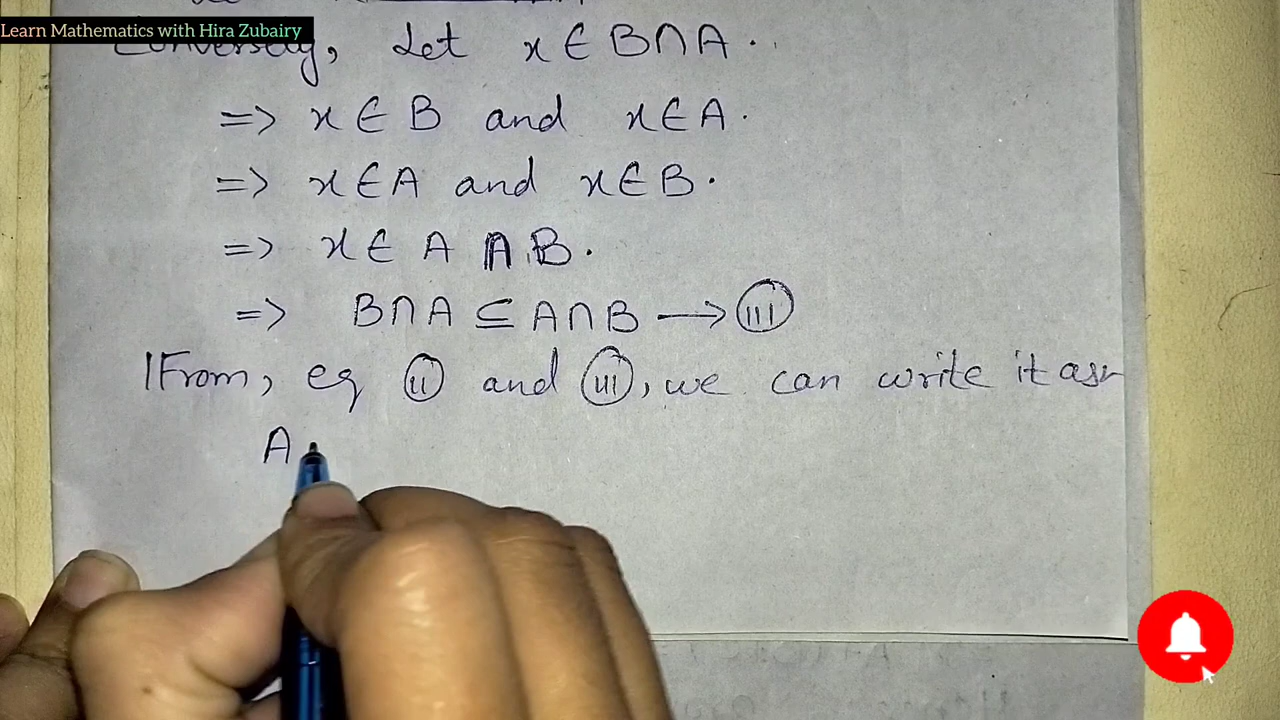 Learn Mathematics with Hira Zubairy
Conversely, Let x ∈ B∩A.
=> x ∈ B and x ∈ A.
=> x ∈ A and x ∈ B.
=> x ∈ A ∩ B.
=> B∩A ⊆ A∩B → (iii)
From, eq (ii) and (iii), we can write it as
A